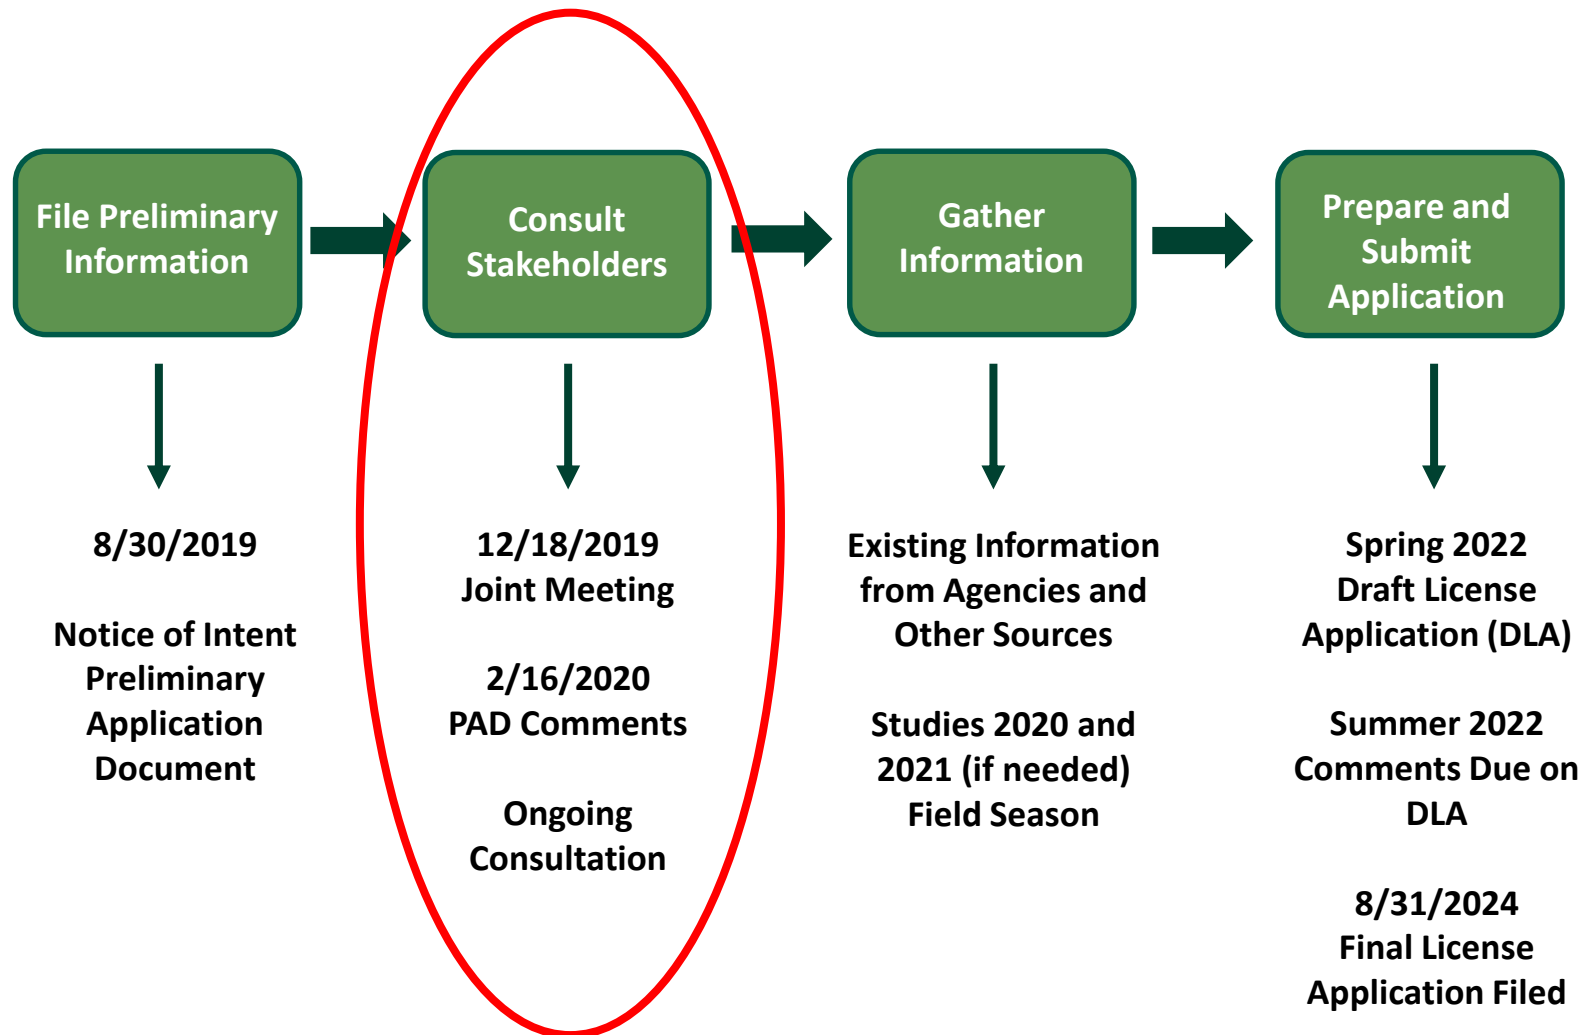 File Preliminary
Information
Consult
Stakeholders
Gather
Information
Prepare and
Submit
Application
8/30/2019
Notice of Intent
Preliminary
Application
Document
12/18/2019
Joint Meeting
2/16/2020
PAD Comments
Ongoing
Consultation
Existing Information
from Agencies and
Other Sources
Studies 2020 and
2021 (if needed)
Field Season
Spring 2022
Draft License
Application (DLA)
Summer 2022
Comments Due on
DLA
8/31/2024
Final License
Application Filed